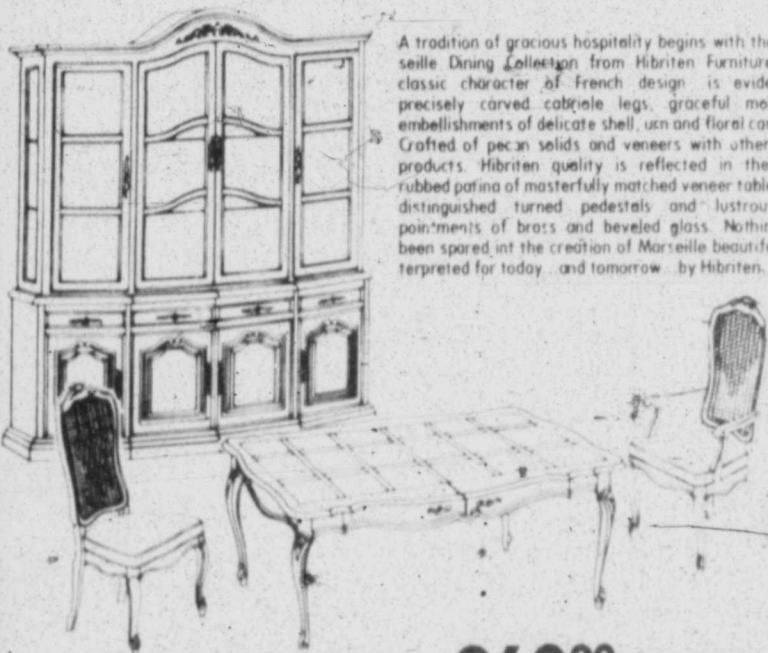 A tradition of gracious hospitality begins with the
seille Dining Collection from Hibriten Furniture
classic character of French design is evide
precisely carved cabriole legs, graceful mo
embellishments of delicate shell, urn and floral ca
Crafted of pecan solids and veneers with other
products. Hibriten quality is reflected in the
rubbed patina of masterfully matched veneer table
distinguished turned pedestals and lustrou
pointments of brass and beveled glass. Nothin
been spared int the creation of Marseille beautifu
terpreted for today...and tomorrow...by Hibriten.